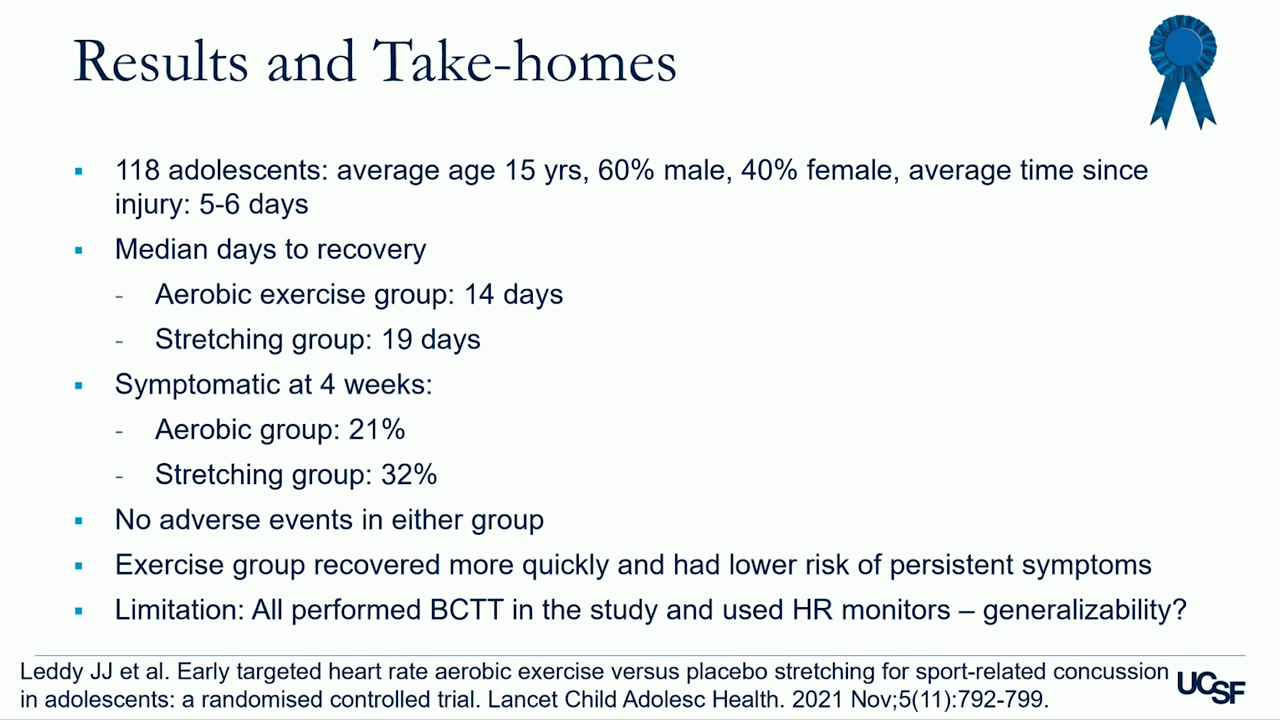 Results and Take-homes
▪ 118 adolescents: average age 15 yrs, 60% male, 40% female, average time since
injury: 5-6 days
▪ Median days to recovery
- Aerobic exercise group: 14 days
- Stretching group: 19 days
▪ Symptomatic at 4 weeks:
- Aerobic group: 21%
- Stretching group: 32%
▪ No adverse events in either group
▪ Exercise group recovered more quickly and had lower risk of persistent symptoms
▪ Limitation: All performed BCTT in the study and used HR monitors – generalizability?
Leddy JJ et al. Early targeted heart rate aerobic exercise versus placebo stretching for sport-related concussion
in adolescents: a randomised controlled trial. Lancet Child Adolesc Health. 2021 Nov;5(11):792-799.
UCSF